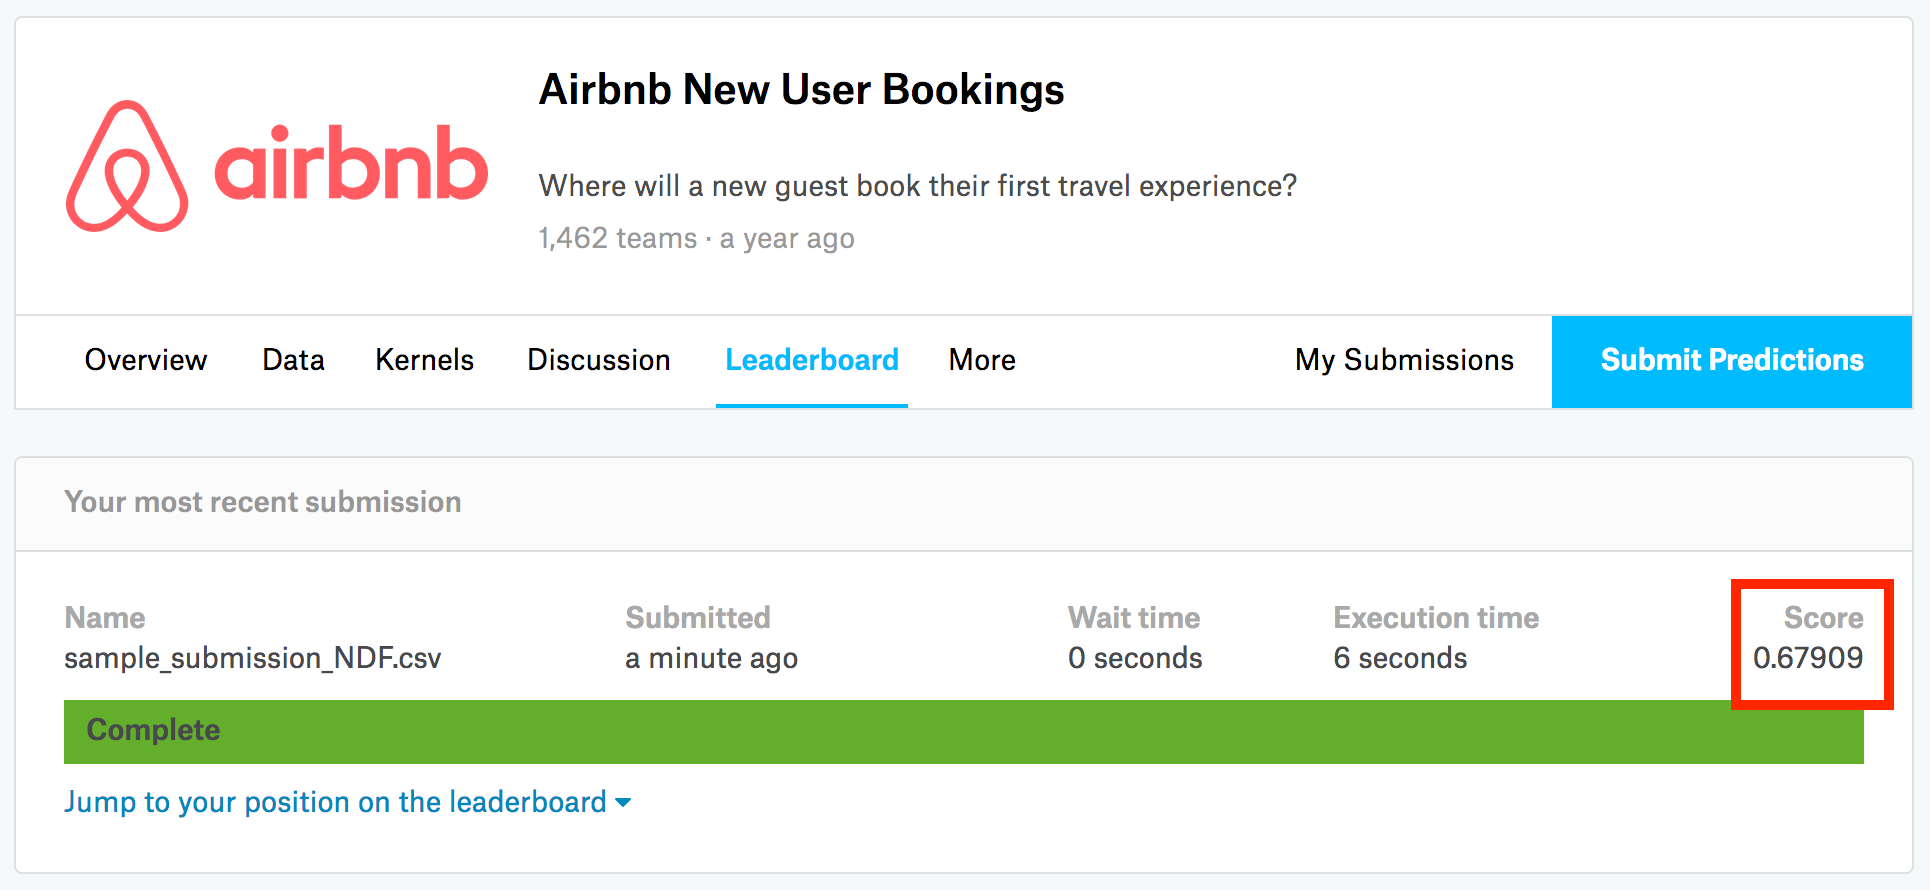 airbnb
Airbnb New User Bookings
Where will a new guest book their first travel experience?
1,462 teams · a year ago
Overview Data Kernels Discussion Leaderboard More My Submissions Submit Predictions
Your most recent submission
Name Submitted Wait time Execution time Score
sample_submission_NDF.csv a minute ago 0 seconds 6 seconds 0.67909
Complete
Jump to your position on the leaderboard